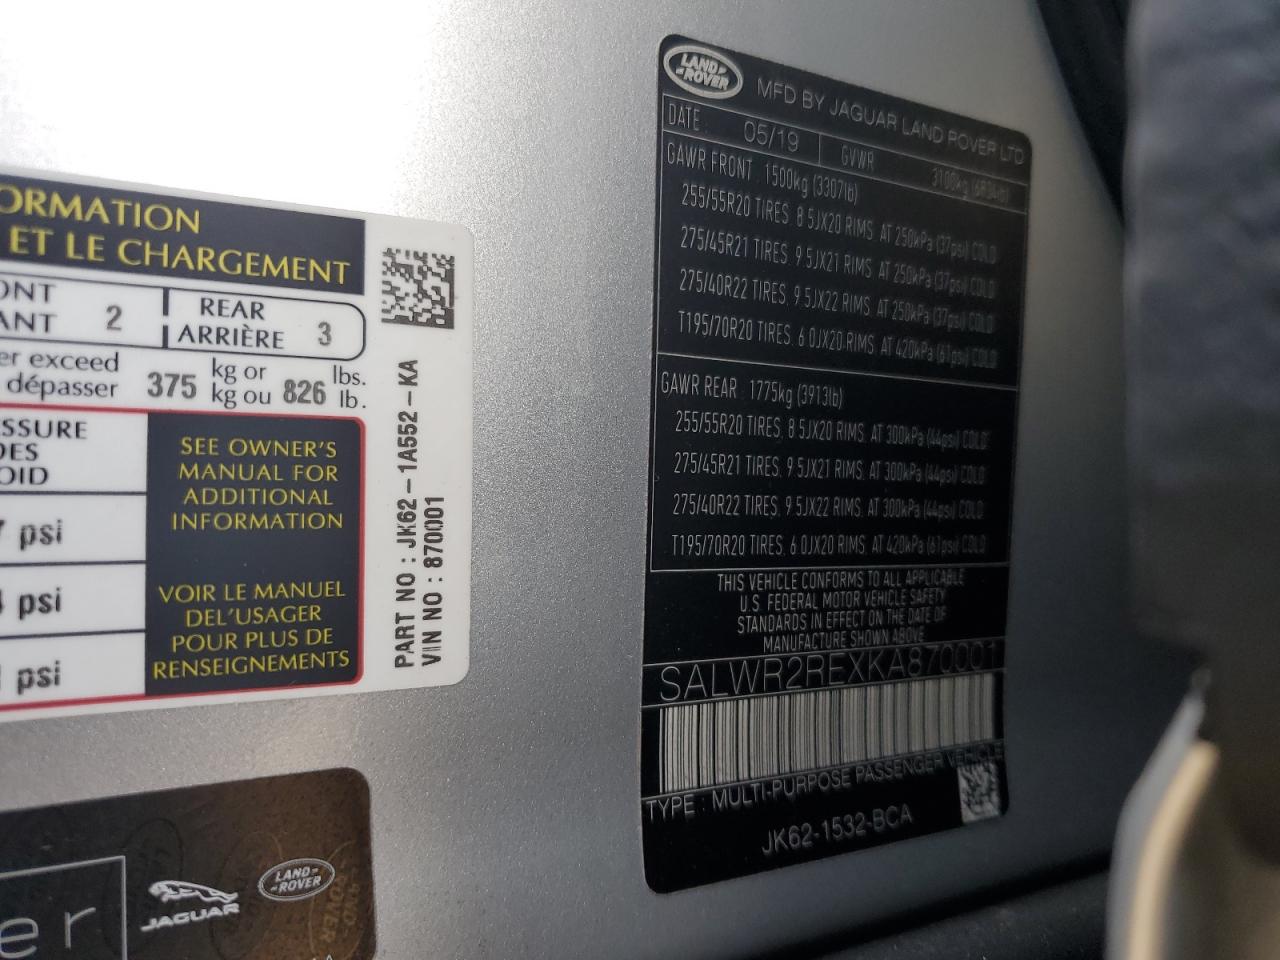 ORMATION
ET LE CHARGEMENT
ONT
ANT
2
REAR
ARRIÈRE
3
er exceed
dépasser
375
kg or
kg ou
826
lbs.
lb.
SSURE
DES
OID
psi
psi
psi
SEE OWNER'S
MANUAL FOR
ADDITIONAL
INFORMATION
VOIR LE MANUEL
DEL'USAGER
POUR PLUS DE
RENSEIGNEMENTS
PART NO : JK62-1A552-KA
VIN NO : 870001
er
JAGUAR
LAND
ROVER
LAND
ROVER
MFD BY JAGUAR LAND ROVER LTD
DATE 05/19 GVWR 3100kg (6834lb)
GAWR FRONT 1500kg (3307lb)
255/55R20 TIRES, 8.5JX20 RIMS, AT 250kPa (37psi) COLD
275/45R21 TIRES, 9.5JX21 RIMS, AT 250kPa (37psi) COLD
275/40R22 TIRES, 9.5JX22 RIMS, AT 250kPa (37psi) COLD
T195/70R20 TIRES, 6.0JX20 RIMS, AT 420kPa (61psi) COLD
GAWR REAR 1775kg (3913lb)
255/55R20 TIRES, 8.5JX20 RIMS, AT 300kPa (44psi) COLD
275/45R21 TIRES, 9.5JX21 RIMS, AT 300kPa (44psi) COLD
275/40R22 TIRES, 9.5JX22 RIMS, AT 300kPa (44psi) COLD
T195/70R20 TIRES, 6.0JX20 RIMS, AT 420kPa (61psi) COLD
THIS VEHICLE CONFORMS TO ALL APPLICABLE
U.S. FEDERAL MOTOR VEHICLE SAFETY
STANDARDS IN EFFECT ON THE DATE OF
MANUFACTURE SHOWN ABOVE
SALWR2REXKA870001
TYPE : MULTI-PURPOSE PASSENGER VEHICLE
JK62-1532-BCA